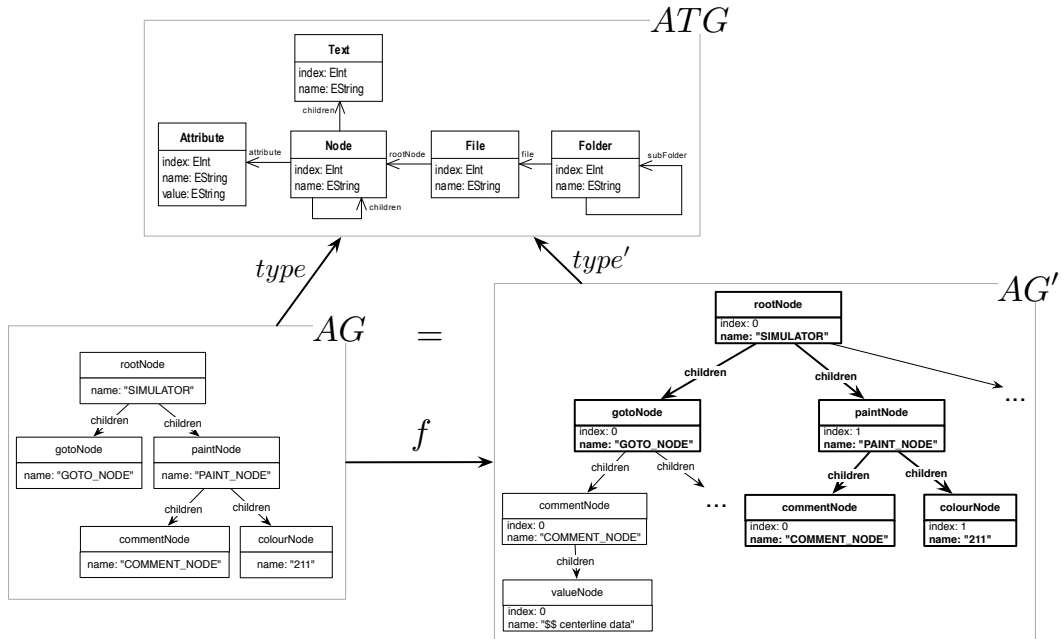 ATG
Text
index: EInt
name: EString
children
Attribute
index: EInt
name: EString
value: EString
attribute
Node
index: EInt
name: EString
children
rootNode
File
index: EInt
name: EString
file
Folder
index: EInt
name: EString
subFolder
type
type'
AG
=
f
rootNode
name: "SIMULATOR"
children
children
gotoNode
name: "GOTO_NODE"
paintNode
name: "PAINT_NODE"
children
children
commentNode
name: "COMMENT_NODE"
colourNode
name: "211"
AG'
rootNode
index: 0
name: "SIMULATOR"
children
children
...
gotoNode
index: 0
name: "GOTO_NODE"
paintNode
index: 1
name: "PAINT_NODE"
children
children
...
children
children
commentNode
index: 0
name: "COMMENT_NODE"
commentNode
index: 0
name: "COMMENT_NODE"
colourNode
index: 1
name: "211"
children
valueNode
index: 0
name: "$$ centerline data"